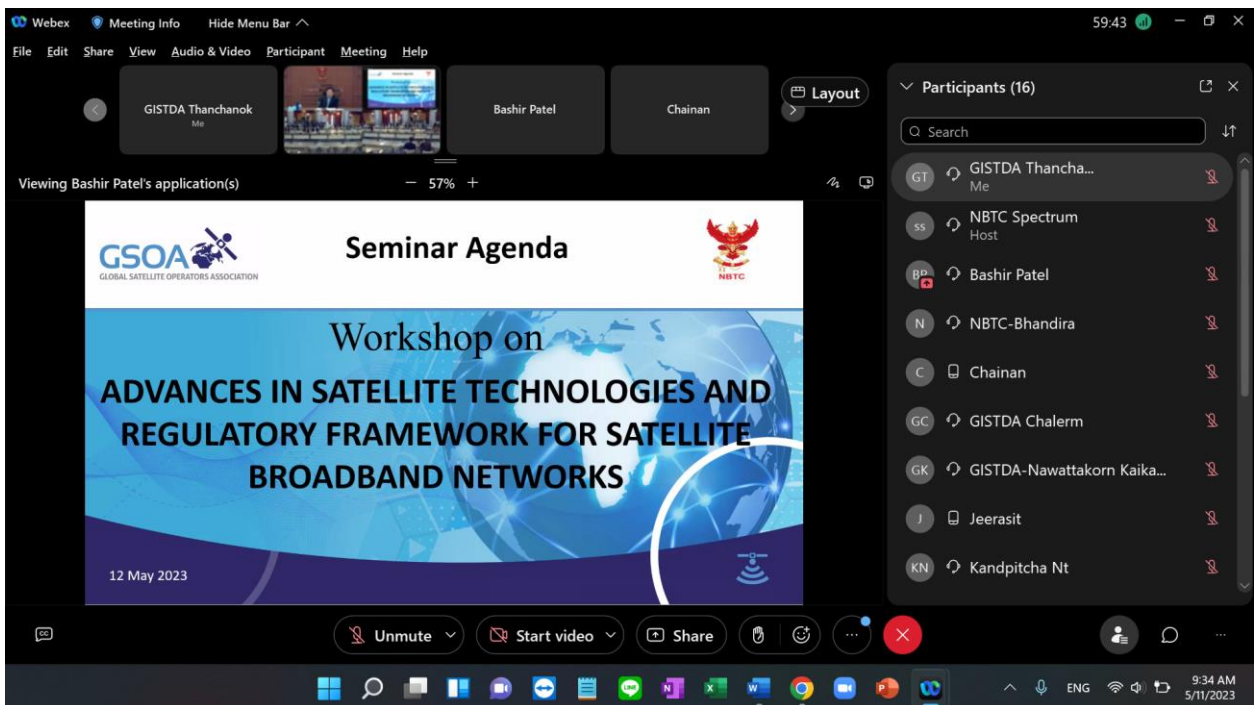 Webex Meeting Info Hide Menu Bar 59:43
File Edit Share View Audio & Video Participant Meeting Help
GISTDA Thanchanok
Me
Bashir Patel
Chainan
Layout
Viewing Bashir Patel's application(s) − 57% +
GSOA
GLOBAL SATELLITE OPERATORS ASSOCIATION
Seminar Agenda
NBTC
Workshop on
ADVANCES IN SATELLITE TECHNOLOGIES AND
REGULATORY FRAMEWORK FOR SATELLITE
BROADBAND NETWORKS
12 May 2023
Participants (16)
Search
GT GISTDA Thancha...
Me
ss NBTC Spectrum
Host
BP Bashir Patel
N NBTC-Bhandira
C Chainan
GC GISTDA Chalerm
GK GISTDA-Nawattakorn Kaika...
J Jeerasit
KN Kandpitcha Nt
CC Unmute Start video Share
ENG 9:34 AM
5/11/2023